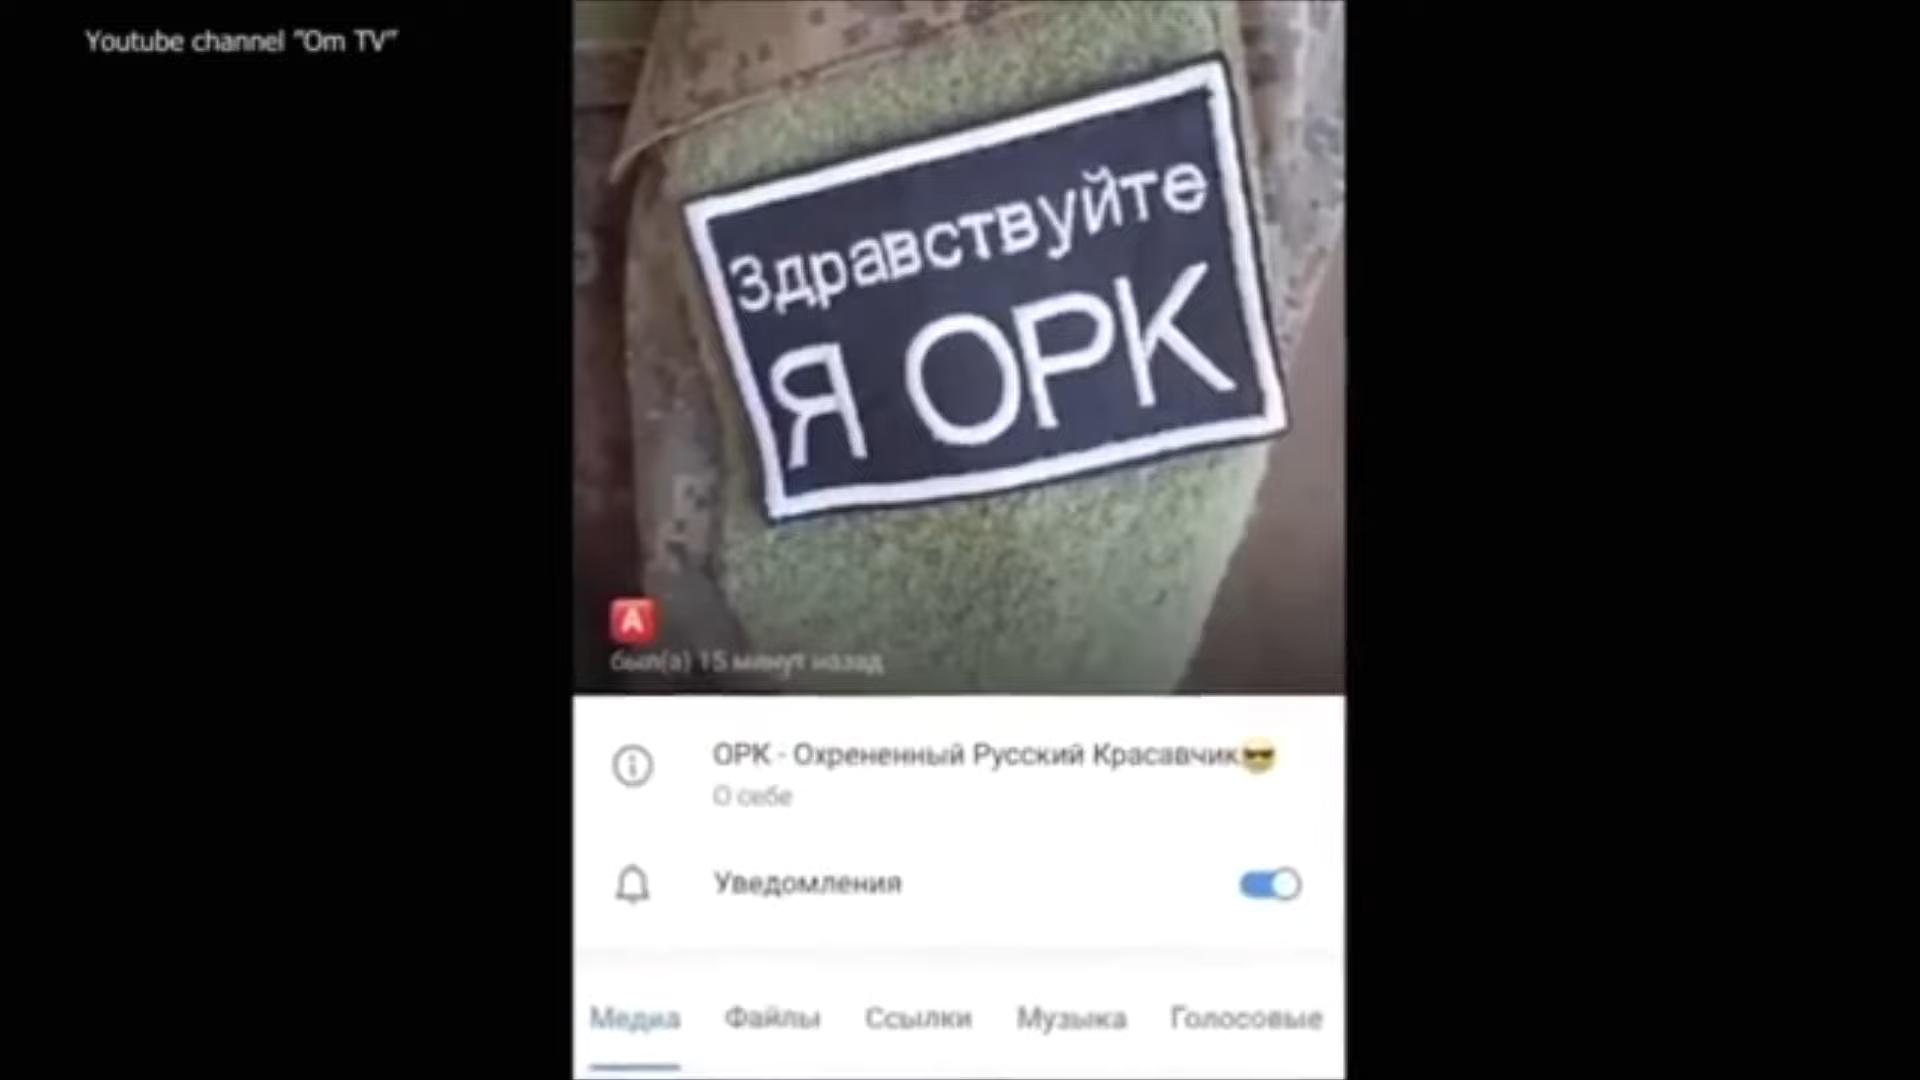 Youtube channel "Om TV"
Здравствуйте
Я ОРК
A
был(а) 15 минут назад
ОРК - Охрененный Русский Красавчик😎
О себе
Уведомления
Медиа Файлы Ссылки Музыка Голосовые